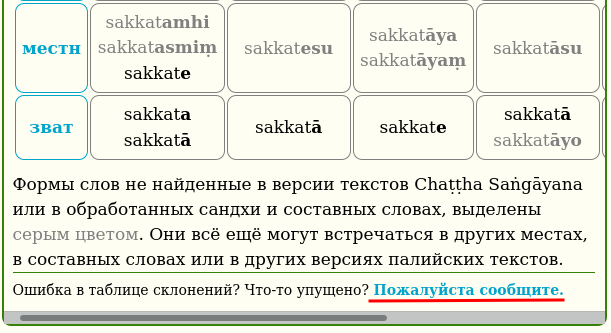 местн sakkatamhi sakkatasmiṃ sakkate sakkatesu sakkatāya sakkatāyaṃ sakkatāsu
зват sakkata sakkatā sakkatā sakkate sakkatā sakkatāyo
Формы слов не найденные в версии текстов Chaṭṭha Saṅgāyana
или в обработанных сандхи и составных словах, выделены
серым цветом. Они всё ещё могут встречаться в других местах,
в составных словах или в других версиях палийских текстов.
Ошибка в таблице склонений? Что-то упущено? Пожалуйста сообщите.